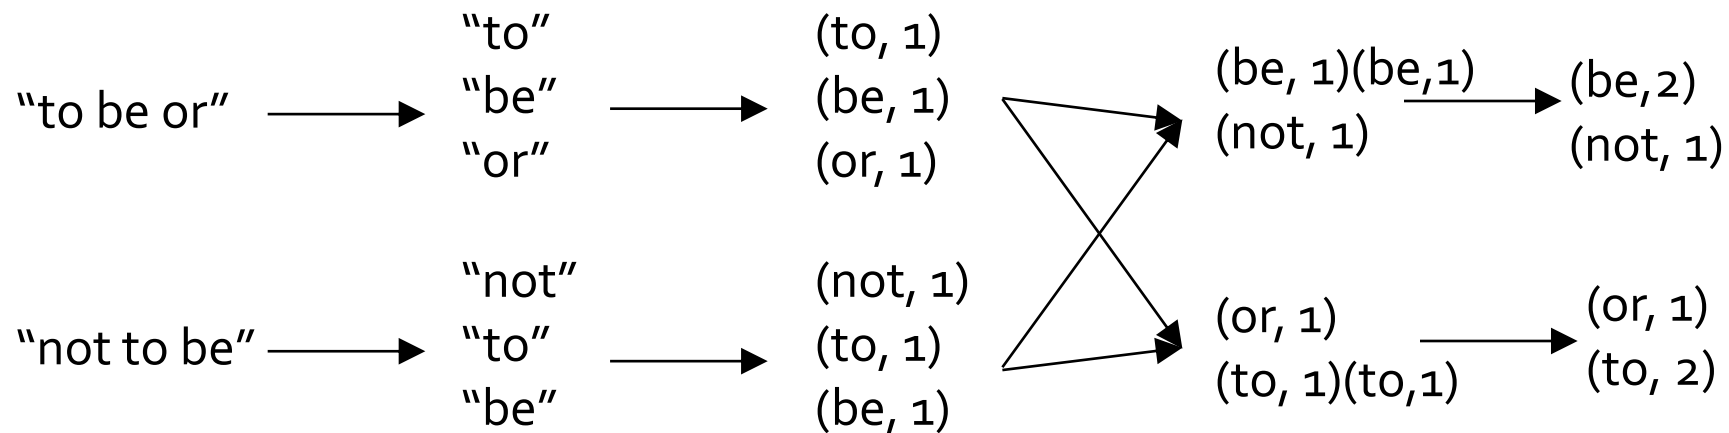 “to be or”
“to”
“be”
“or”
(to, 1)
(be, 1)
(or, 1)
(be, 1)(be,1)
(not, 1)
(be,2)
(not, 1)
“not to be”
“not”
“to”
“be”
(not, 1)
(to, 1)
(be, 1)
(or, 1)
(to, 1)(to,1)
(or, 1)
(to, 2)